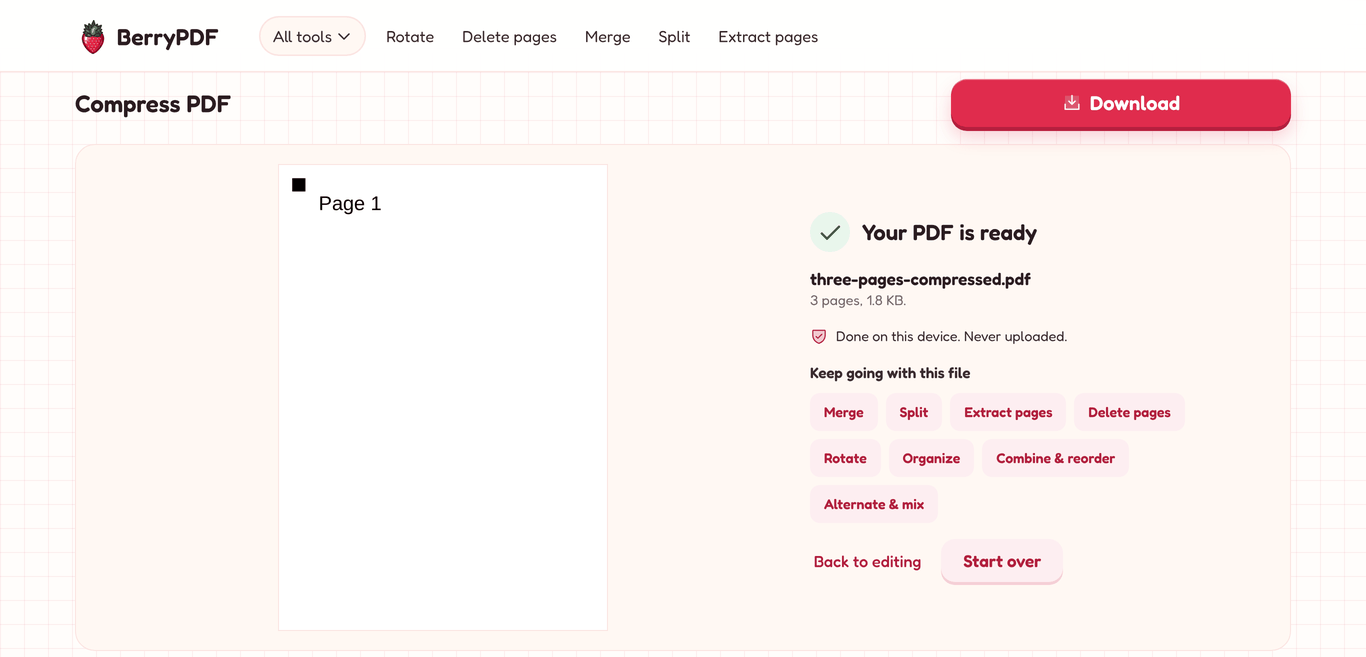 BerryPDF
All tools Rotate Delete pages Merge Split Extract pages
Compress PDF
Download
Page 1
Your PDF is ready
three-pages-compressed.pdf
3 pages, 1.8 KB.
Done on this device. Never uploaded.
Keep going with this file
Merge Split Extract pages Delete pages
Rotate Organize Combine & reorder
Alternate & mix
Back to editing Start over